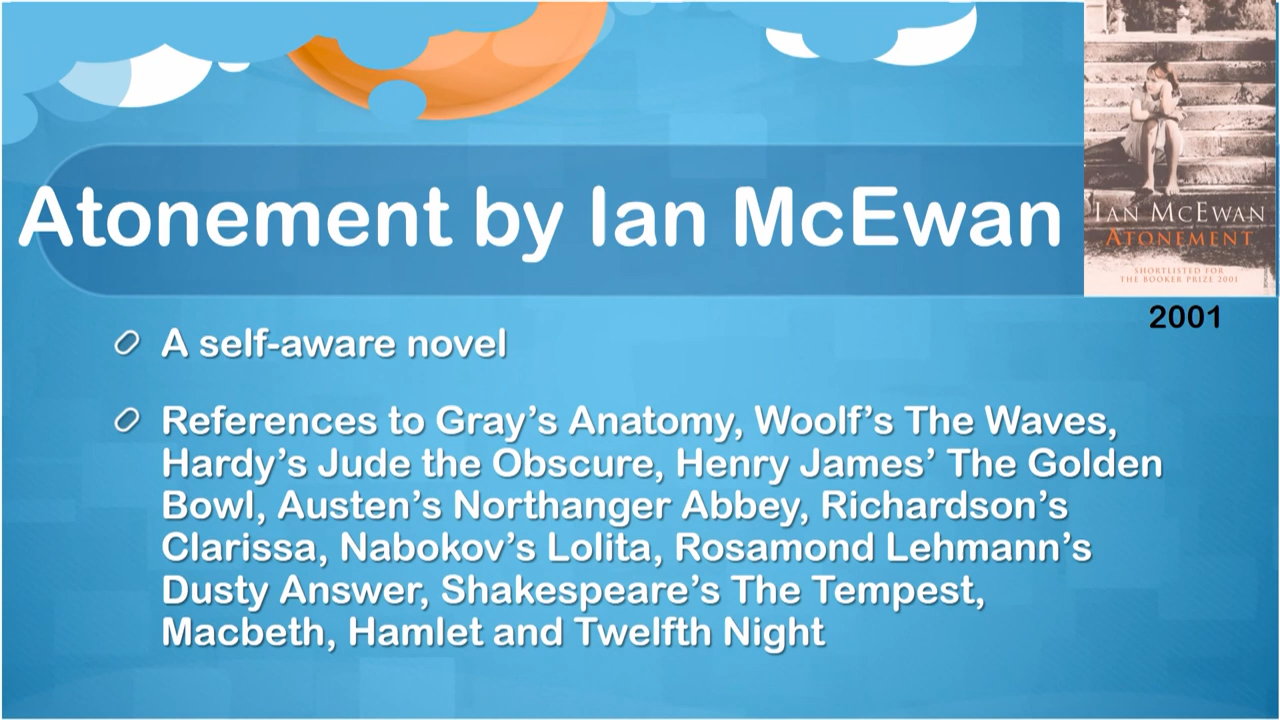 Atonement by Ian McEwan
IAN MCEWAN
ATONEMENT
SHORTLISTED FOR
THE BOOKER PRIZE 2001
2001
A self-aware novel
References to Gray’s Anatomy, Woolf’s The Waves,
Hardy’s Jude the Obscure, Henry James’ The Golden
Bowl, Austen’s Northanger Abbey, Richardson’s
Clarissa, Nabokov’s Lolita, Rosamond Lehmann’s
Dusty Answer, Shakespeare’s The Tempest,
Macbeth, Hamlet and Twelfth Night